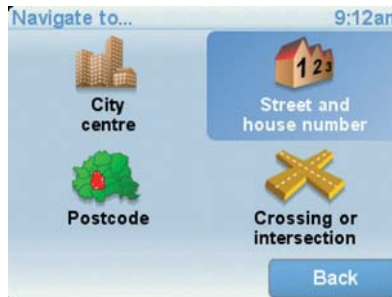 Navigate to... 9:12am
City
centre
Street and
house number
1 2 3
Postcode
Crossing or
intersection
Back